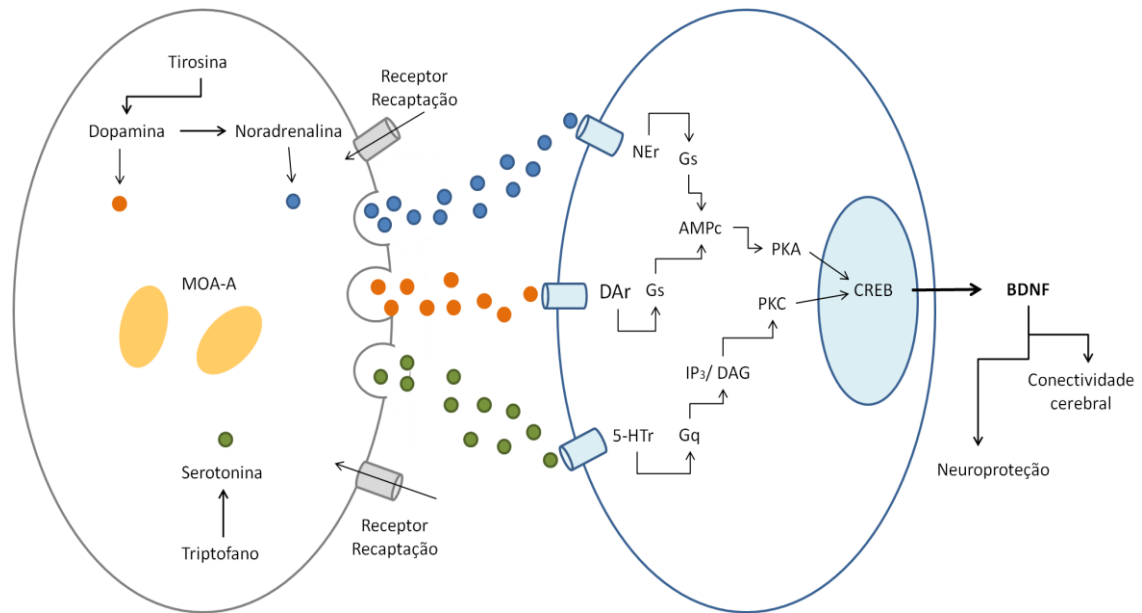 Tirosina
Dopamina
Noradrenalina
MOA-A
Serotonina
Triptofano
Receptor
Recaptação
Receptor
Recaptação
NEr
Gs
AMPc
PKA
DAr
Gs
PKC
CREB
IP₃/ DAG
5-HTr
Gq
BDNF
Conectividade
cerebral
Neuroproteção